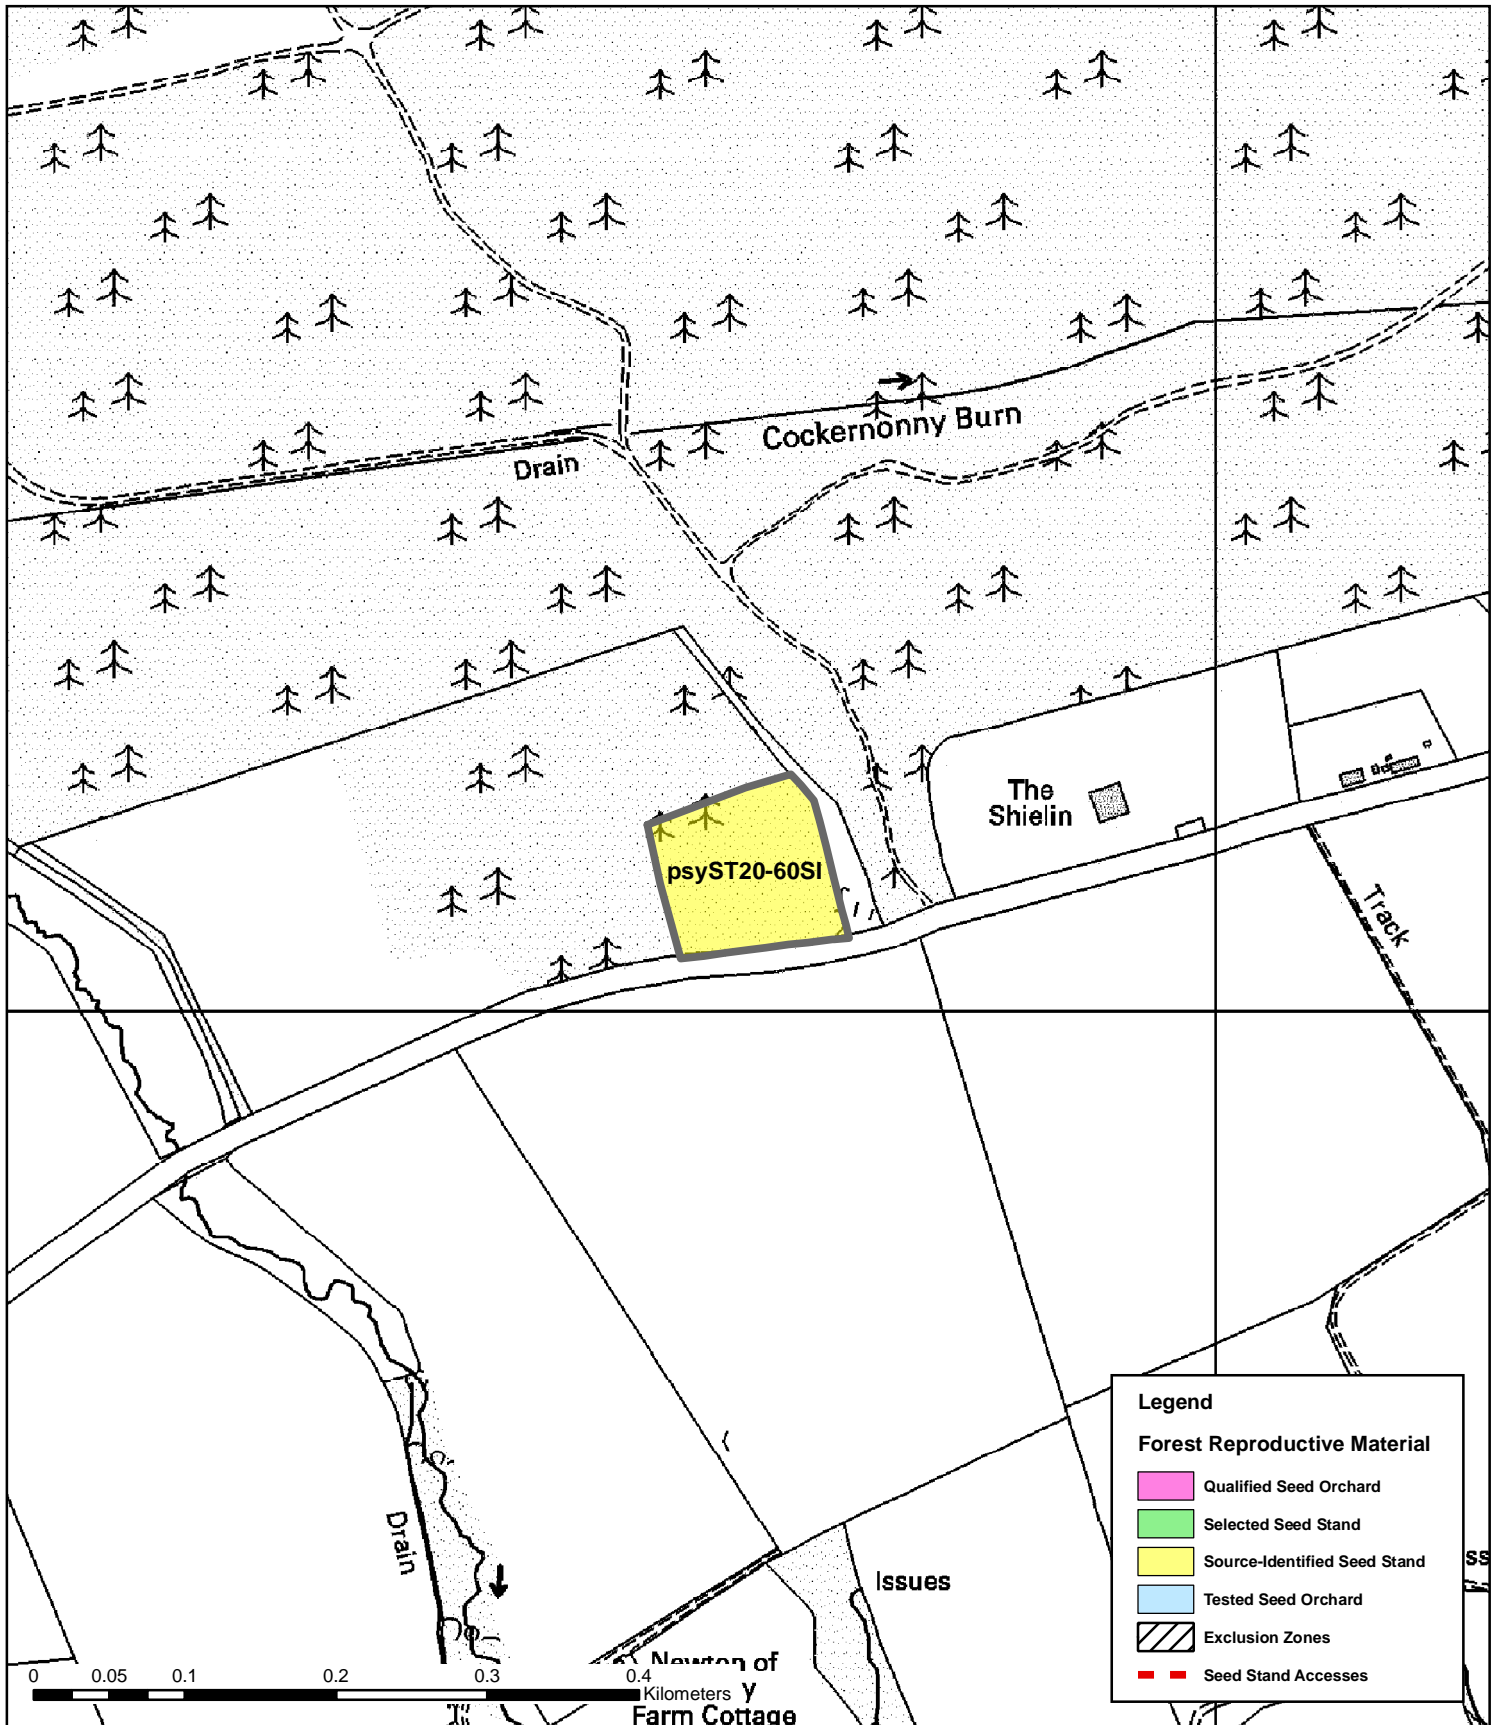 Cockernonny Burn
Drain
The
Shielin
psyST20-60SI
Track
Drain
Issues
Newton of
y
Farm Cottage
0 0.05 0.1 0.2 0.3 0.4
Kilometers
Legend
Forest Reproductive Material
Qualified Seed Orchard
Selected Seed Stand
Source-Identified Seed Stand
Tested Seed Orchard
Exclusion Zones
Seed Stand Accesses
ss